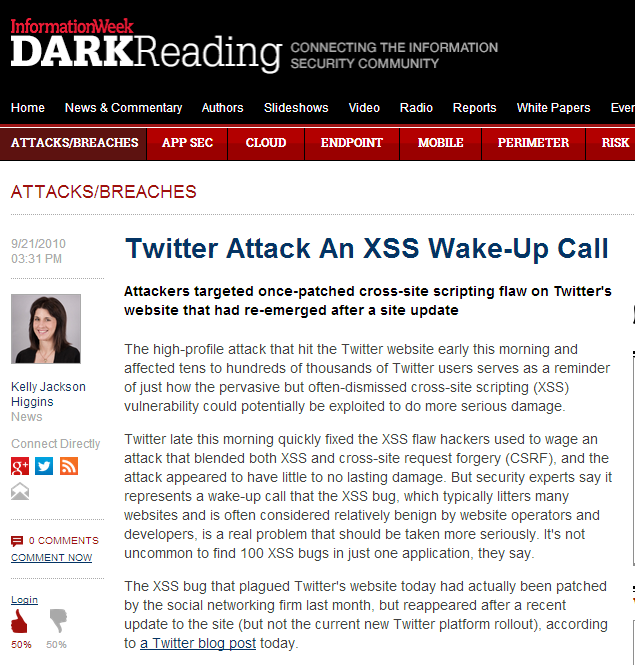 InformationWeek
DARKReading
CONNECTING THE INFORMATION
SECURITY COMMUNITY
Home News & Commentary Authors Slideshows Video Radio Reports White Papers Ever
ATTACKS/BREACHES APP SEC CLOUD ENDPOINT MOBILE PERIMETER RISK
ATTACKS/BREACHES
9/21/2010
03:31 PM
Kelly Jackson
Higgins
News
Connect Directly
0 COMMENTS
COMMENT NOW
Login
50% 50%
Twitter Attack An XSS Wake-Up Call
Attackers targeted once-patched cross-site scripting flaw on Twitter's
website that had re-emerged after a site update
The high-profile attack that hit the Twitter website early this morning and
affected tens to hundreds of thousands of Twitter users serves as a reminder
of just how the pervasive but often-dismissed cross-site scripting (XSS)
vulnerability could potentially be exploited to do more serious damage.
Twitter late this morning quickly fixed the XSS flaw hackers used to wage an
attack that blended both XSS and cross-site request forgery (CSRF), and the
attack appeared to have little to no lasting damage. But security experts say it
represents a wake-up call that the XSS bug, which typically litters many
websites and is often considered relatively benign by website operators and
developers, is a real problem that should be taken more seriously. It's not
uncommon to find 100 XSS bugs in just one application, they say.
The XSS bug that plagued Twitter's website today had actually been patched
by the social networking firm last month, but reappeared after a recent
update to the site (but not the current new Twitter platform rollout), according
to a Twitter blog post today.